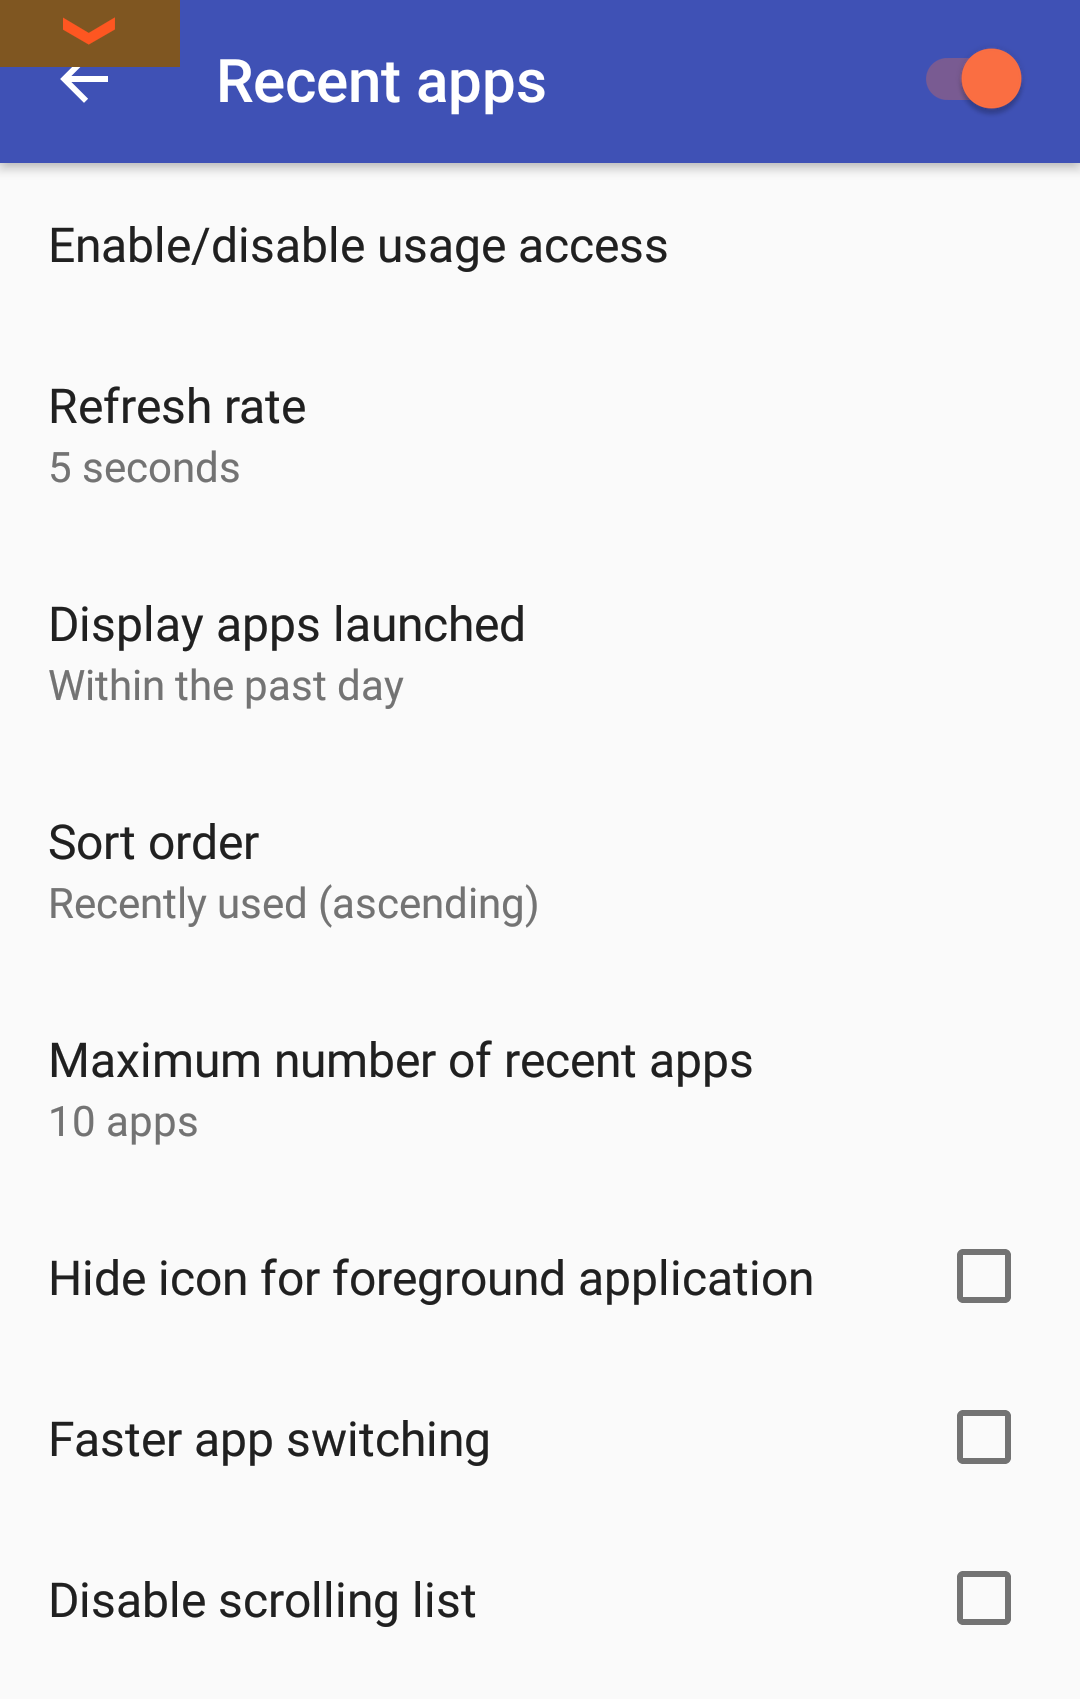 Recent apps
Enable/disable usage access
Refresh rate
5 seconds
Display apps launched
Within the past day
Sort order
Recently used (ascending)
Maximum number of recent apps
10 apps
Hide icon for foreground application
Faster app switching
Disable scrolling list